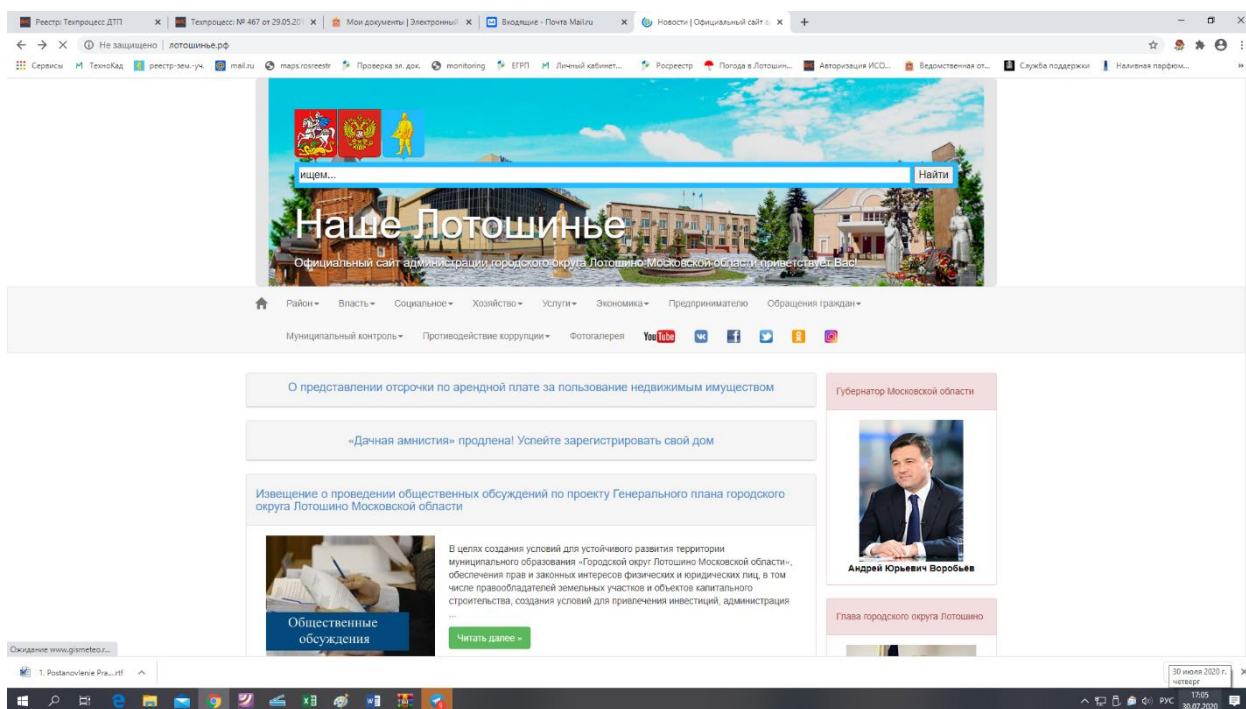 Реестр: Техпроцесс ДТП
Техпроцесс: № 467 от 29.05.20
Мои документы | Электронный
Входящие - Почта Mail.ru
Новости | Официальный сайт
Не защищено | лотошинье.рф
Сервисы ТехноКад реестр-зем.-уч. mail.ru maps.rosreestr Проверка эл. док. monitoring ЕГРП Личный кабинет... Росреестр Погода в Лотошин... Авторизация ИСО... Ведомственная от... Служба поддержки Наливная парфюм... »
ищем... Найти
Наше Лотошинье
Официальный сайт администрации городского округа Лотошино Московской области приветствует Вас!
Район Власть Социальное Хозяйство Услуги Экономика Предпринимателю Обращения граждан
Муниципальный контроль Противодействие коррупции Фотогалерея YouTube
О представлении отсрочки по арендной плате за пользование недвижимым имуществом
«Дачная амнистия» продлена! Успейте зарегистрировать свой дом
Извещение о проведении общественных обсуждений по проекту Генерального плана городского
округа Лотошино Московской области
Общественные
обсуждения
В целях создания условий для устойчивого развития территории
муниципального образования «Городской округ Лотошино Московской области»,
обеспечения прав и законных интересов физических и юридических лиц, в том
числе правообладателей земельных участков и объектов капитального
строительства, создания условий для привлечения инвестиций, администрация
...
Читать далее »
Губернатор Московской области
Андрей Юрьевич Воробьёв
Глава городского округа Лотошино
Ожидание www.gismeteo.r...
1. Postanovlenie Pra....rtf
30 июля 2020 г.
четверг
РУС
17:05
30.07.2020